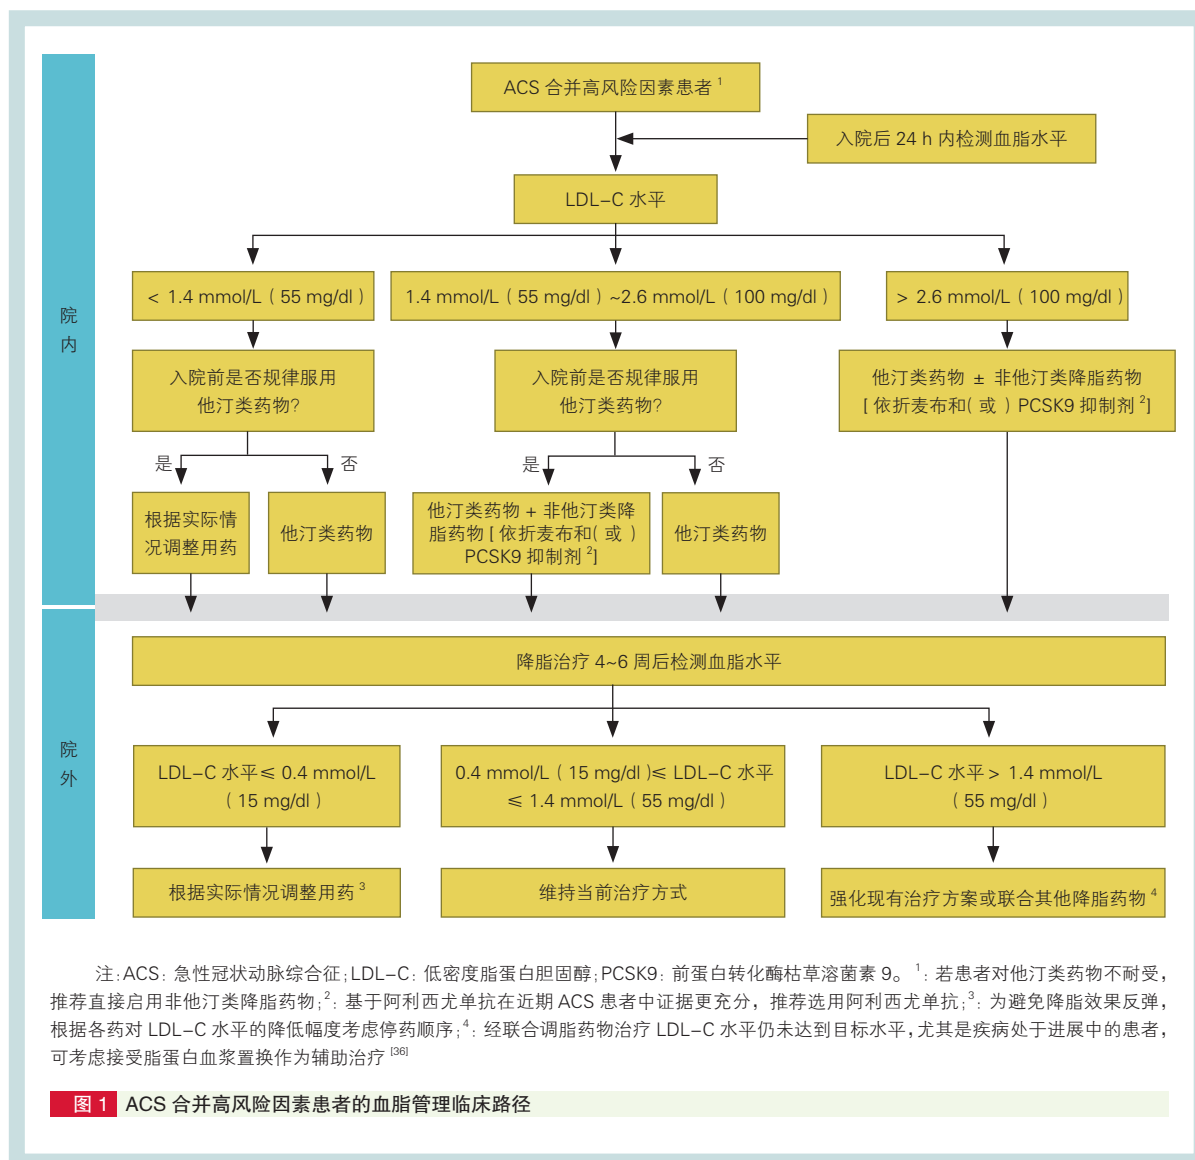 ACS 合并高风险因素患者 1
入院后 24 h 内检测血脂水平
LDL–C 水平
< 1.4 mmol/L（55 mg/dl）
1.4 mmol/L（55 mg/dl）~2.6 mmol/L（100 mg/dl）
> 2.6 mmol/L（100 mg/dl）
院
内
入院前是否规律服用
他汀类药物?
入院前是否规律服用
他汀类药物?
他汀类药物 ± 非他汀类降脂药物
[ 依折麦布和（或）PCSK9 抑制剂 2]
是
否
是
否
根据实际情
况调整用药
他汀类药物
他汀类药物 + 非他汀类降
脂药物 [ 依折麦布和（或）
PCSK9 抑制剂 2]
他汀类药物
降脂治疗 4~6 周后检测血脂水平
院
外
LDL–C 水平≤ 0.4 mmol/L
（15 mg/dl）
0.4 mmol/L（15 mg/dl）≤ LDL–C 水平
≤ 1.4 mmol/L（55 mg/dl）
LDL–C 水平 > 1.4 mmol/L
（55 mg/dl）
根据实际情况调整用药 3
维持当前治疗方式
强化现有治疗方案或联合其他降脂药物 4
注:ACS: 急性冠状动脉综合征;LDL–C: 低密度脂蛋白胆固醇;PCSK9: 前蛋白转化酶枯草溶菌素 9。 1: 若患者对他汀类药物不耐受，
推荐直接启用非他汀类降脂药物;2: 基于阿利西尤单抗在近期 ACS 患者中证据更充分，推荐选用阿利西尤单抗;3: 为避免降脂效果反弹，
根据各药对 LDL–C 水平的降低幅度考虑停药顺序;4: 经联合调脂药物治疗 LDL–C 水平仍未达到目标水平，尤其是疾病处于进展中的患者，
可考虑接受脂蛋白血浆置换作为辅助治疗 [36]
图 1 ACS 合并高风险因素患者的血脂管理临床路径